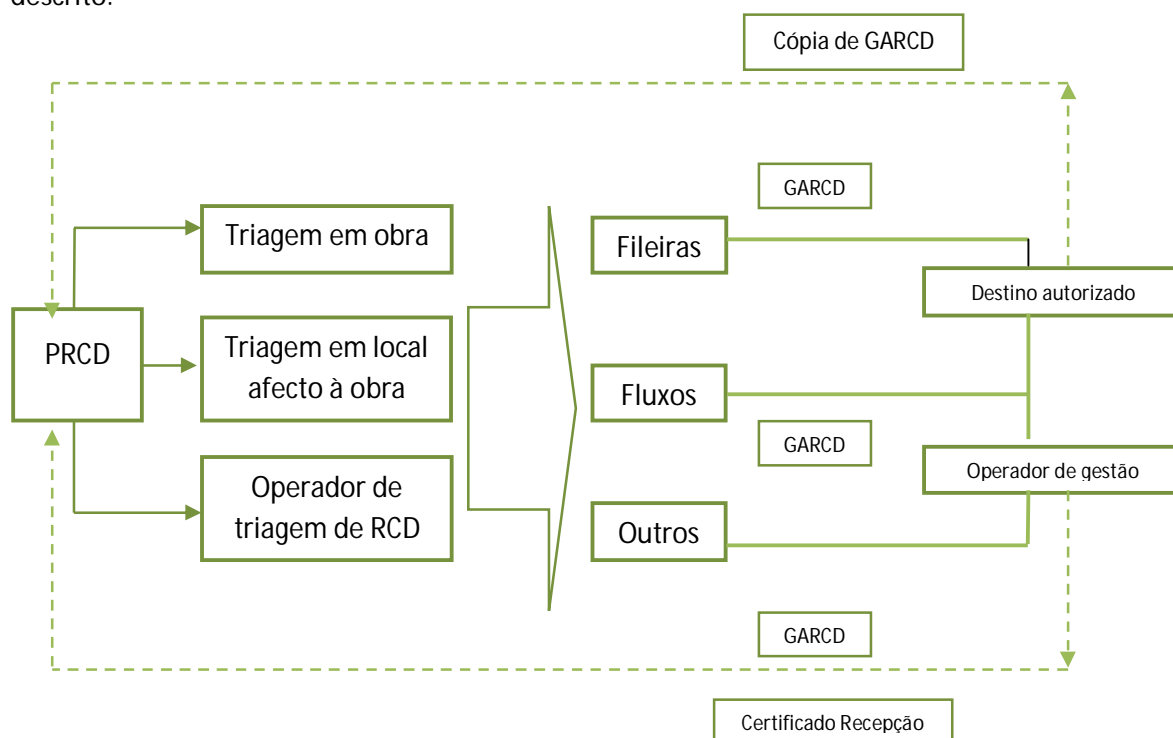 descrito.
Cópia de GARCD
GARCD
Triagem em obra
Fileiras
Destino autorizado
PRCD
Triagem em local
afecto à obra
Fluxos
GARCD
Operador de gestão
Operador de
triagem de RCD
Outros
GARCD
Certificado Recepção